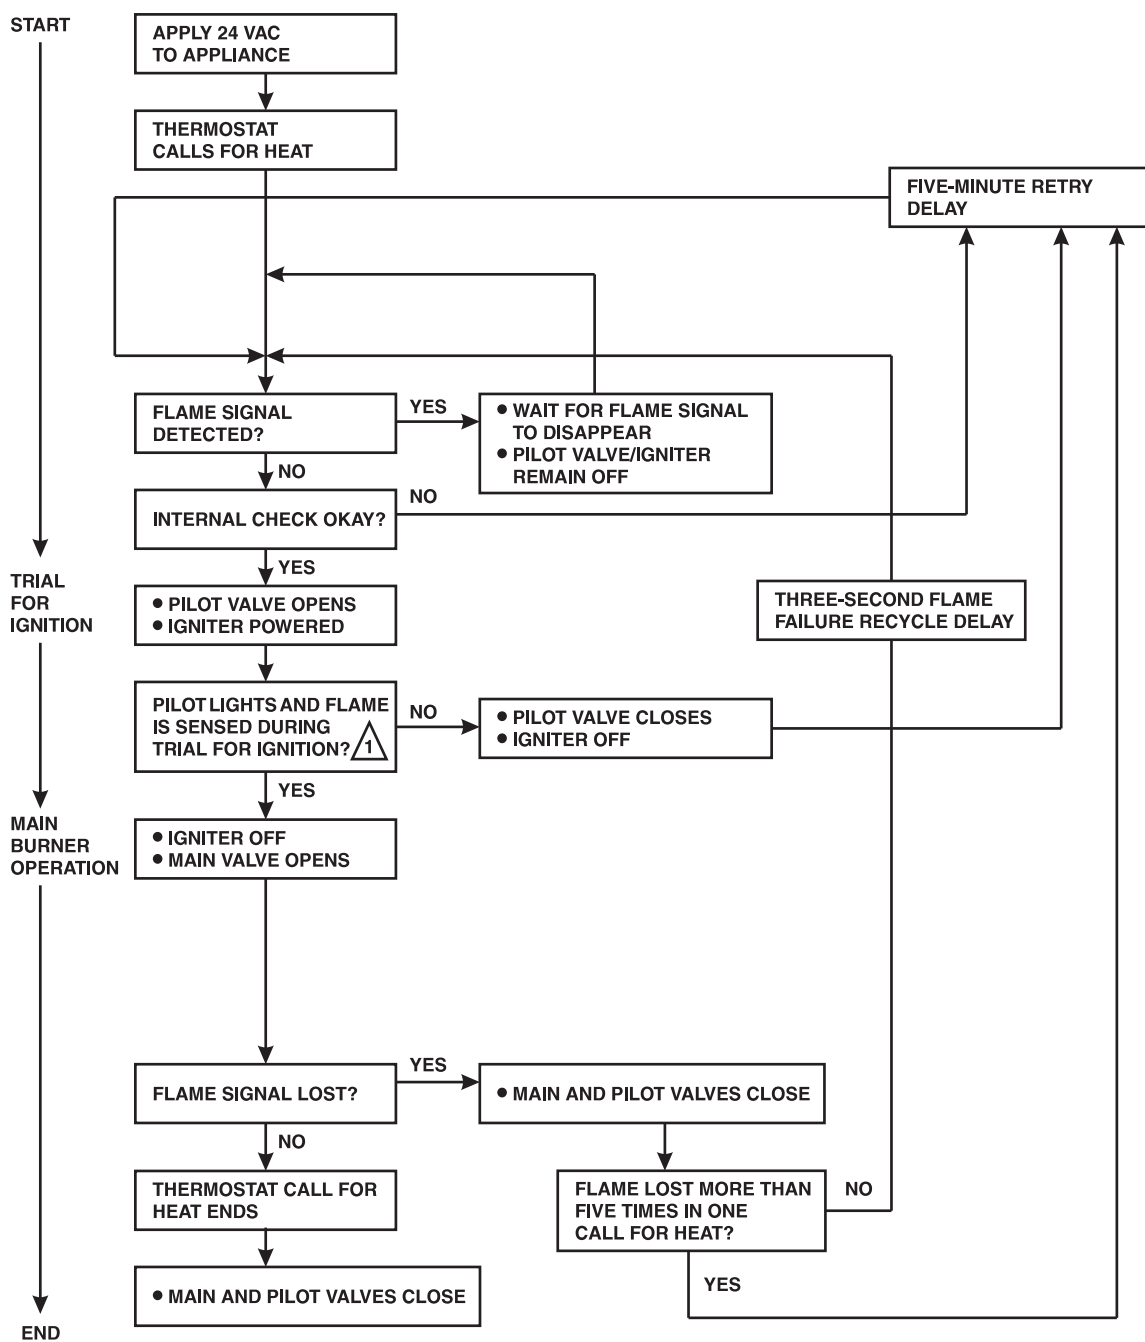 START
APPLY 24 VAC
TO APPLIANCE
THERMOSTAT
CALLS FOR HEAT
FIVE-MINUTE RETRY
DELAY
FLAME SIGNAL
DETECTED?
YES
• WAIT FOR FLAME SIGNAL
TO DISAPPEAR
• PILOT VALVE/IGNITER
REMAIN OFF
NO
INTERNAL CHECK OKAY?
NO
YES
TRIAL
FOR
IGNITION
• PILOT VALVE OPENS
• IGNITER POWERED
THREE-SECOND FLAME
FAILURE RECYCLE DELAY
PILOT LIGHTS AND FLAME
IS SENSED DURING
TRIAL FOR IGNITION? 1
NO
• PILOT VALVE CLOSES
• IGNITER OFF
YES
MAIN
BURNER
OPERATION
• IGNITER OFF
• MAIN VALVE OPENS
FLAME SIGNAL LOST?
YES
• MAIN AND PILOT VALVES CLOSE
NO
THERMOSTAT CALL FOR
HEAT ENDS
FLAME LOST MORE THAN
FIVE TIMES IN ONE
CALL FOR HEAT?
NO
YES
• MAIN AND PILOT VALVES CLOSE
END